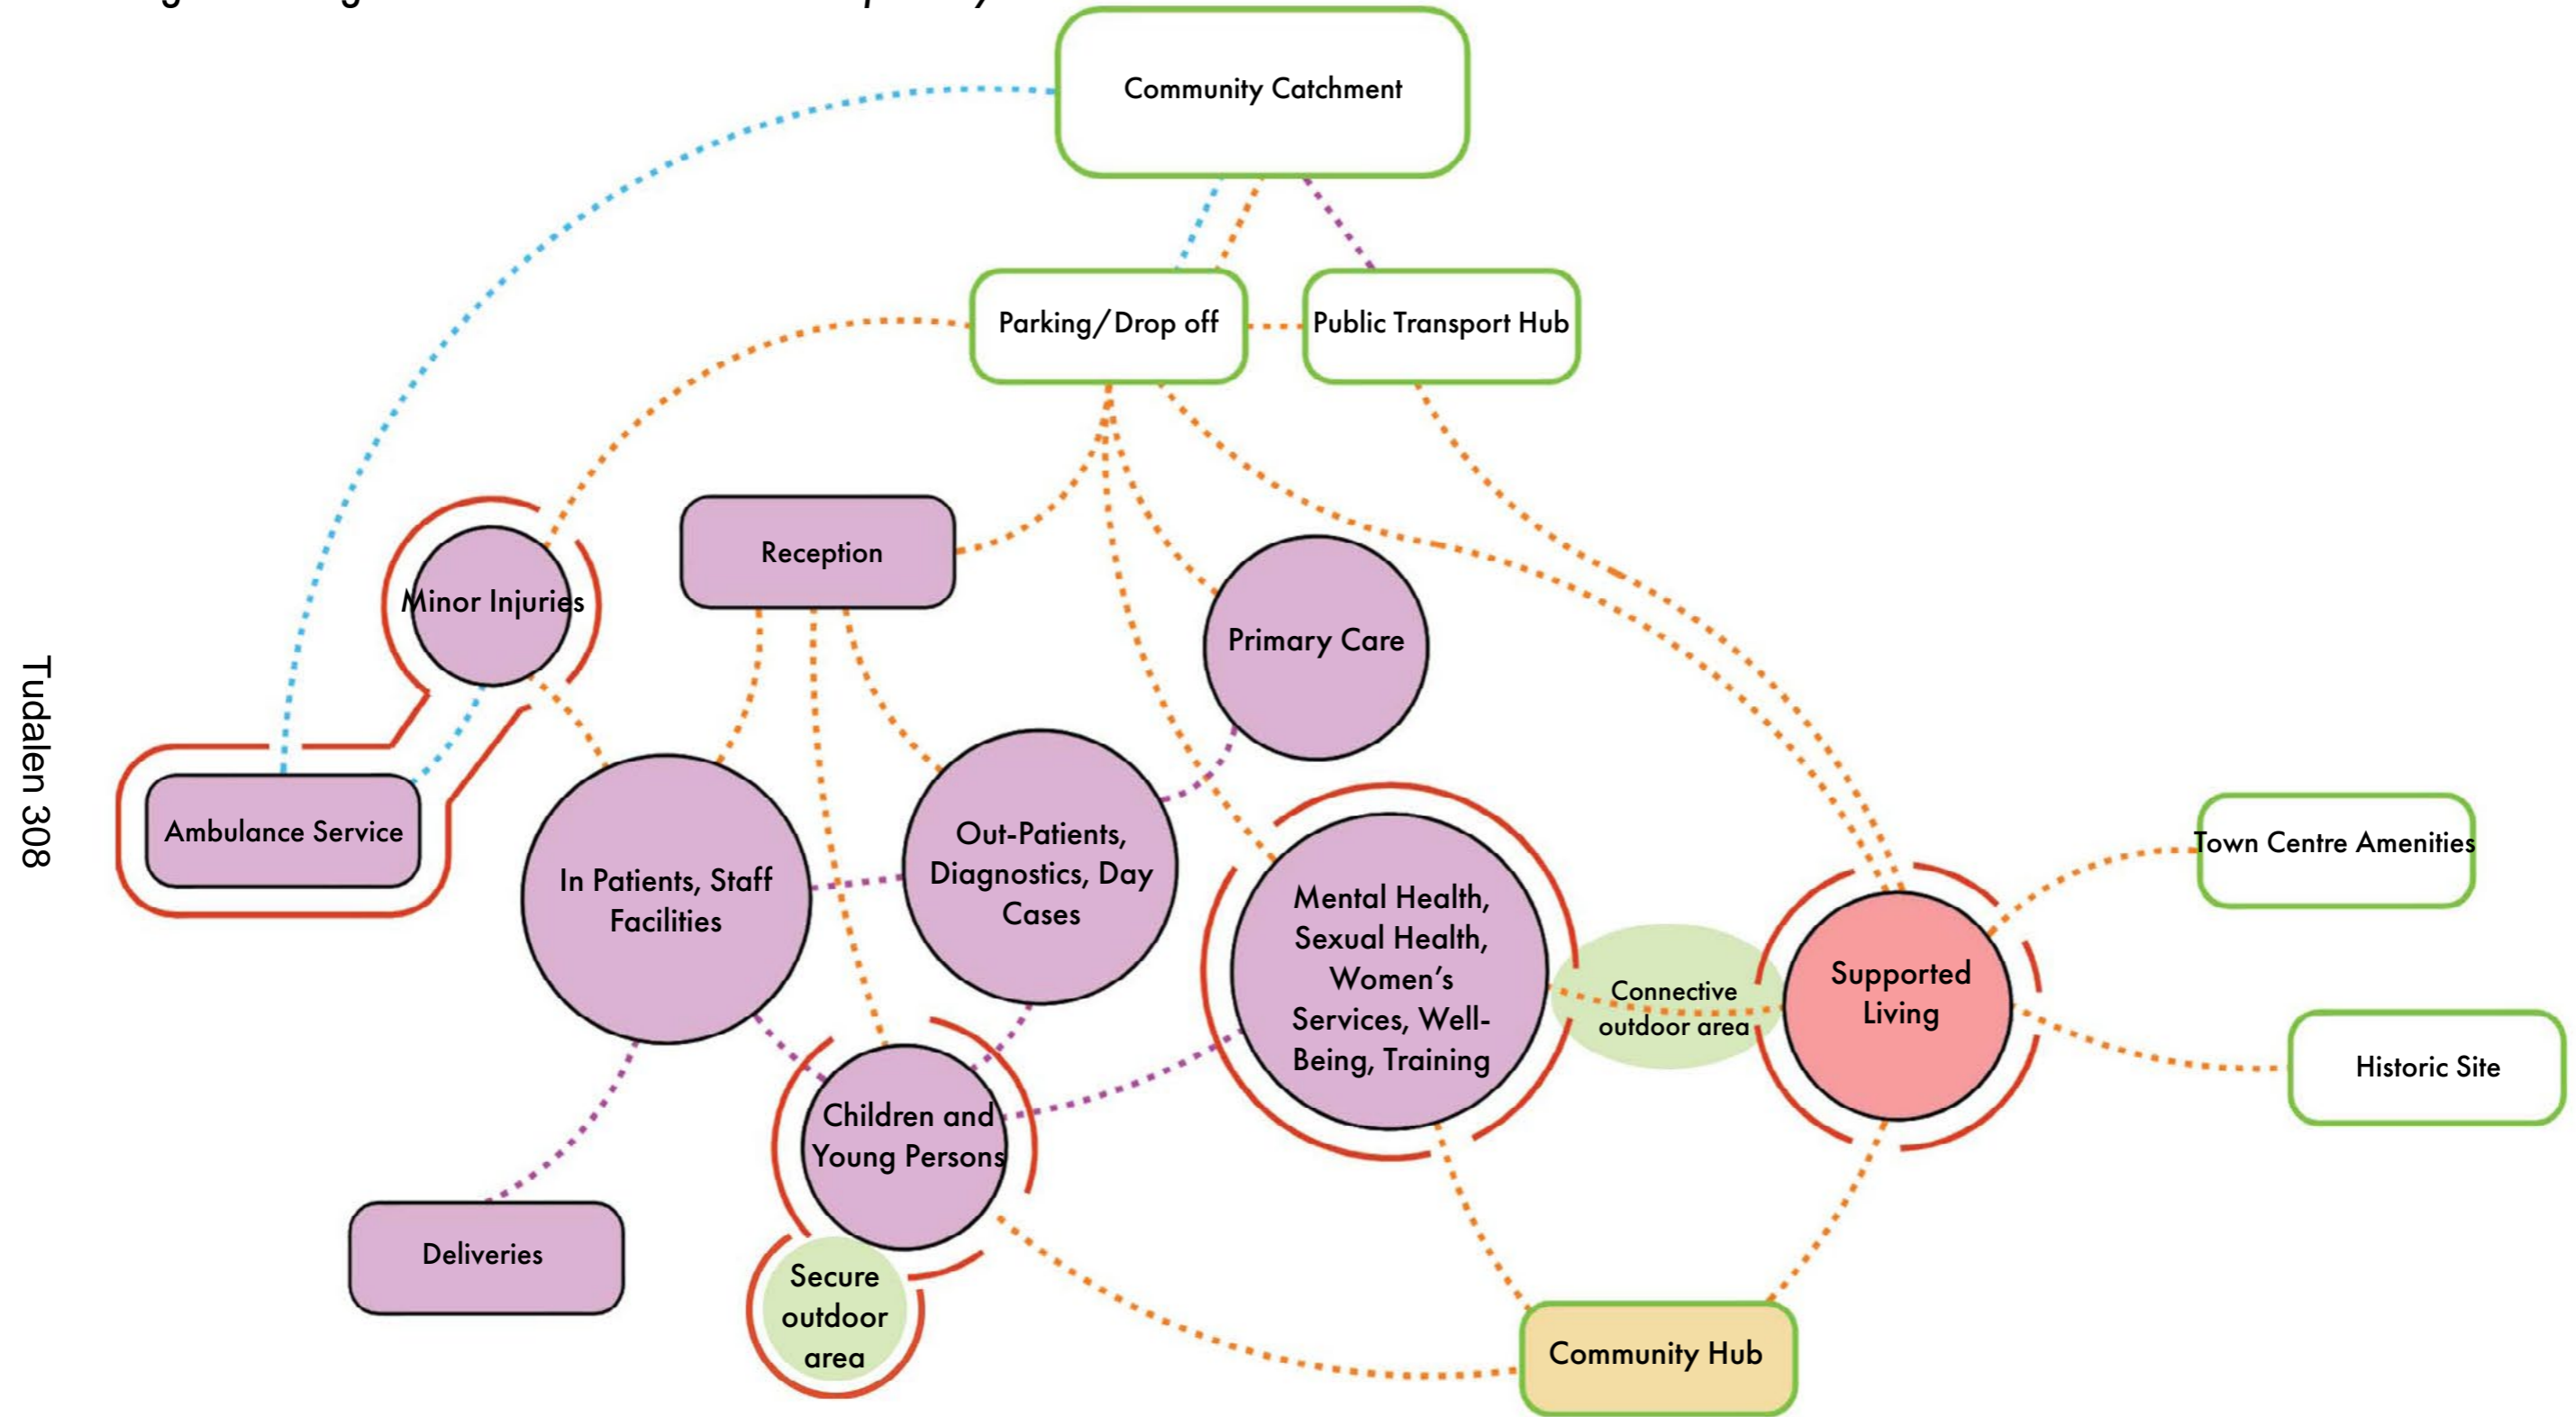 Community Catchment
Parking/Drop off
Public Transport Hub
Reception
Minor Injuries
Primary Care
Ambulance Service
In Patients, Staff
Facilities
Out-Patients,
Diagnostics, Day
Cases
Mental Health,
Sexual Health,
Women’s
Services, Well-
Being, Training
Connective
outdoor area
Supported
Living
Town Centre Amenities
Historic Site
Children and
Young Persons
Deliveries
Secure
outdoor
area
Community Hub
Tudalen 308